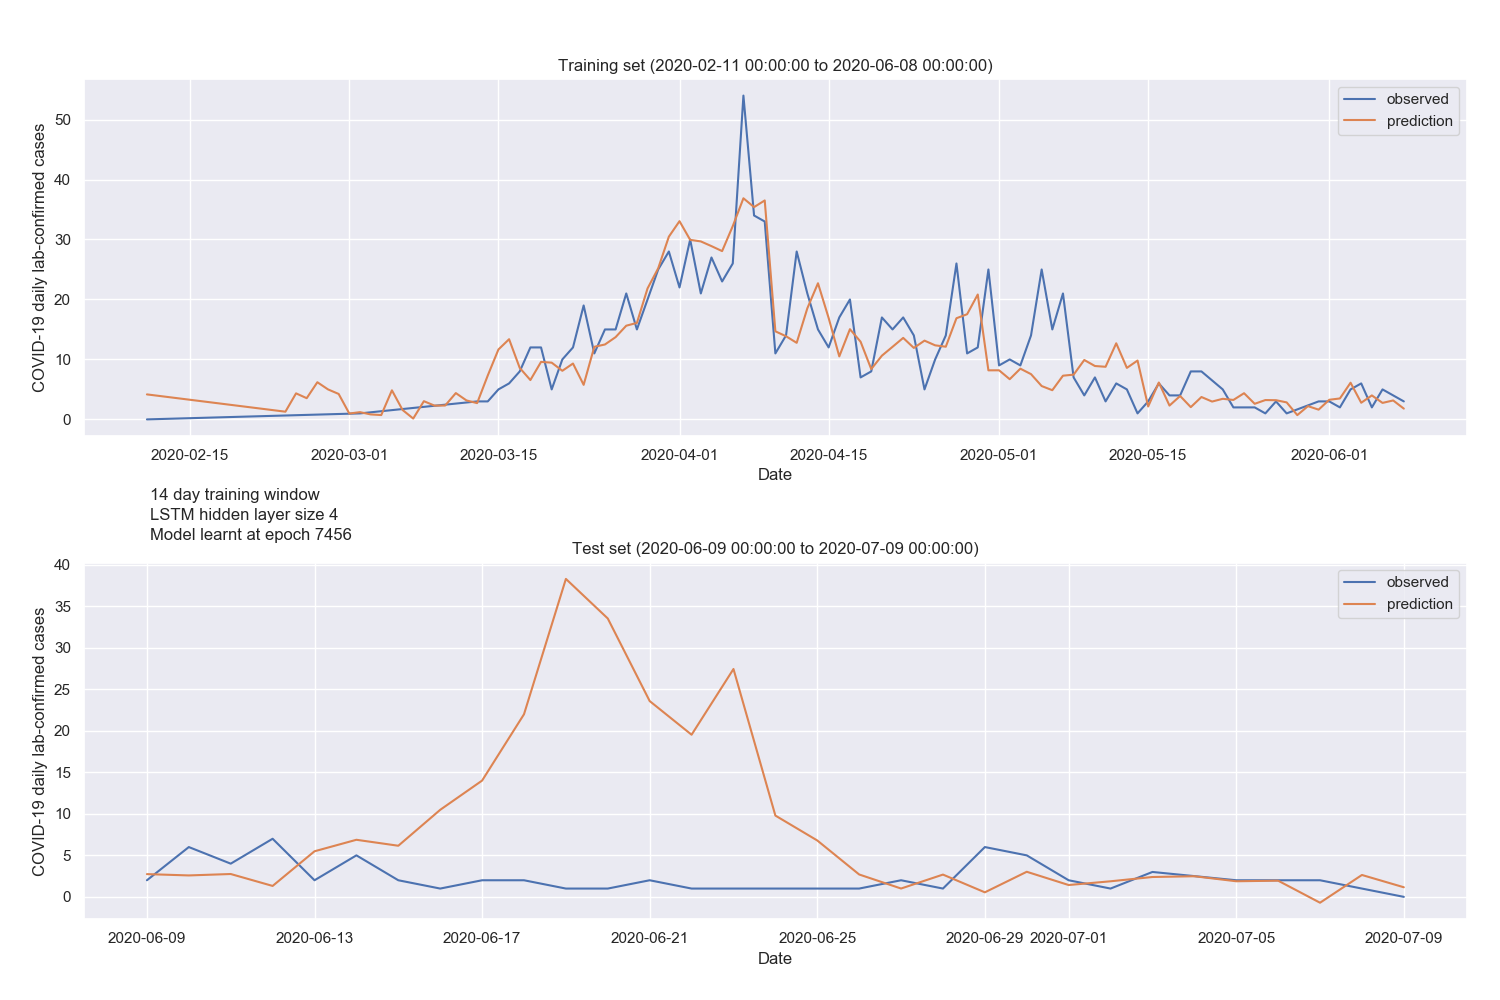 Training set (2020-02-11 00:00:00 to 2020-06-08 00:00:00)
COVID-19 daily lab-confirmed cases
50
40
30
20
10
0
observed
prediction
2020-02-15 2020-03-01 2020-03-15 2020-04-01 2020-04-15 2020-05-01 2020-05-15 2020-06-01
Date
14 day training window
LSTM hidden layer size 4
Model learnt at epoch 7456
Test set (2020-06-09 00:00:00 to 2020-07-09 00:00:00)
COVID-19 daily lab-confirmed cases
40
35
30
25
20
15
10
5
0
observed
prediction
2020-06-09 2020-06-13 2020-06-17 2020-06-21 2020-06-25 2020-06-29 2020-07-01 2020-07-05 2020-07-09
Date